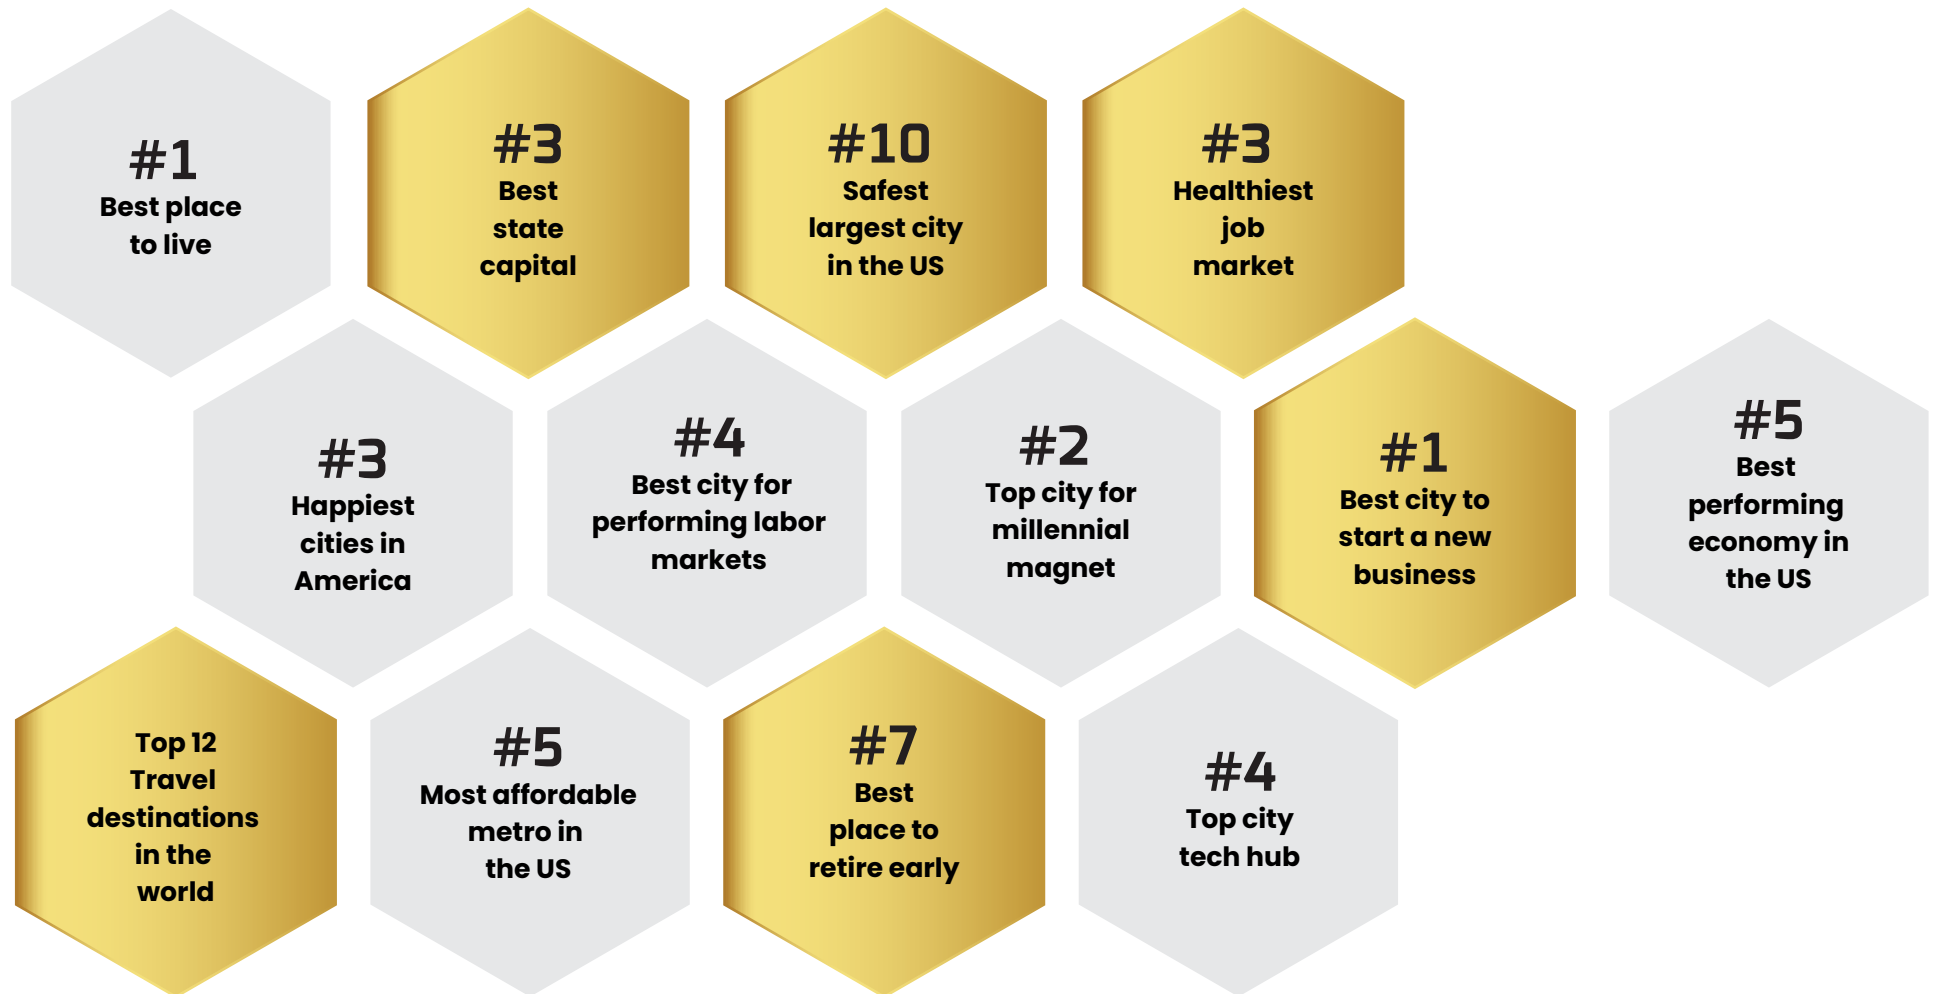 #1
Best place
to live
#3
Best
state
capital
#10
Safest
largest city
in the US
#3
Healthiest
job
market
#3
Happiest
cities in
America
#4
Best city for
performing labor
markets
#2
Top city for
millennial
magnet
#1
Best city to
start a new
business
#5
Best
performing
economy in
the US
Top 12
Travel
destinations
in the
world
#5
Most affordable
metro in
the US
#7
Best
place to
retire early
#4
Top city
tech hub